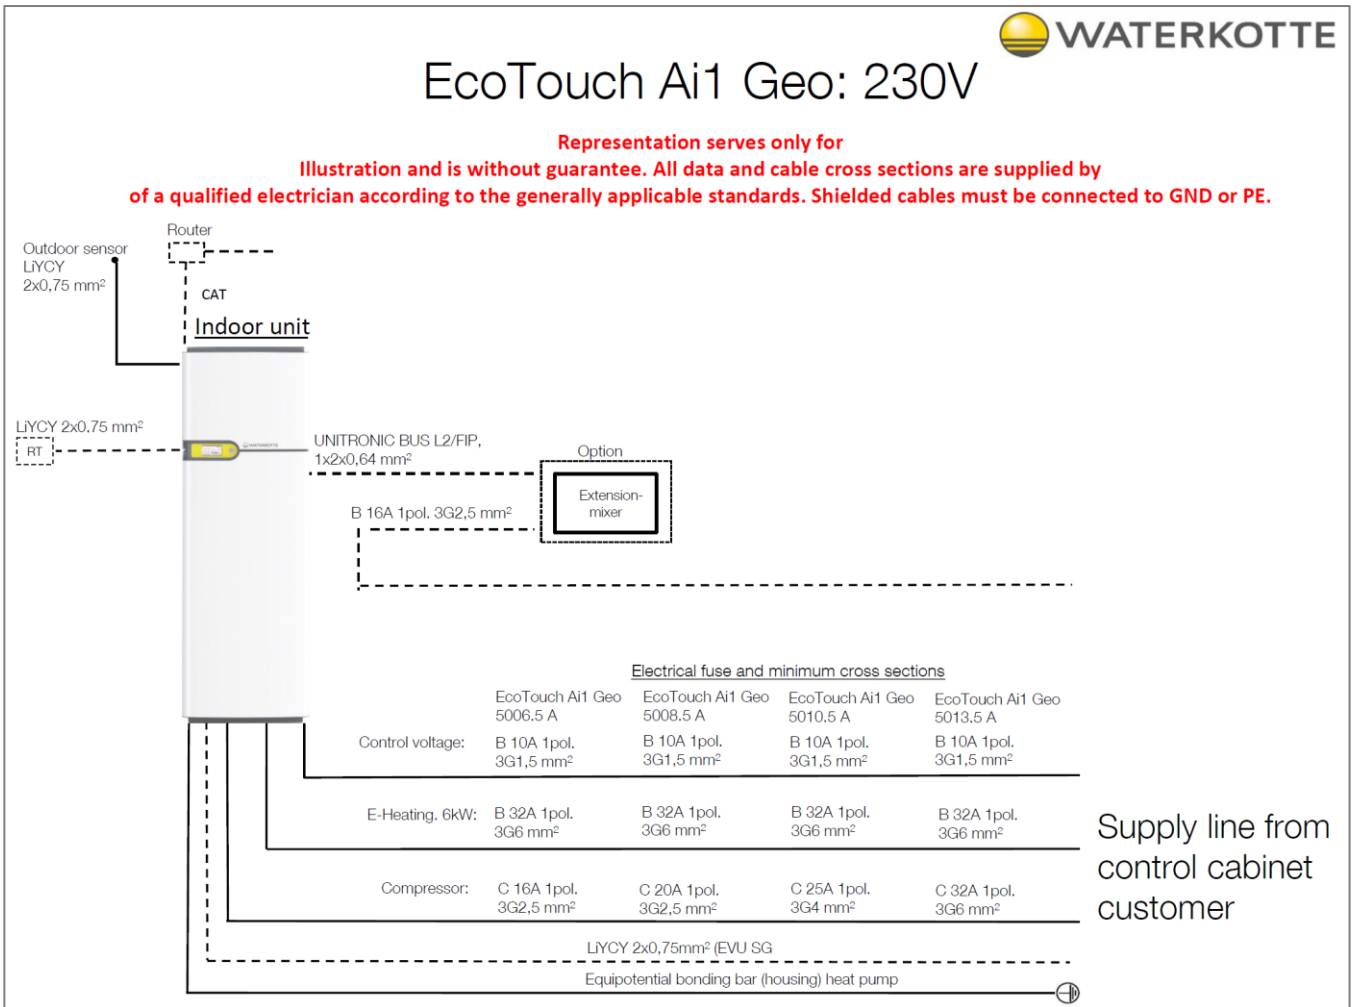 WATERKOTTE
EcoTouch Ai1 Geo: 230V
Representation serves only for
Illustration and is without guarantee. All data and cable cross sections are supplied by
of a qualified electrician according to the generally applicable standards. Shielded cables must be connected to GND or PE.
Router
Outdoor sensor
LiYCY
2x0,75 mm²
CAT
Indoor unit
LiYCY 2x0.75 mm²
RT
WATERKOTTE
UNITRONIC BUS L2/FIP,
1x2x0,64 mm²
Option
Extension-
mixer
B 16A 1pol. 3G2,5 mm²
Electrical fuse and minimum cross sections
EcoTouch Ai1 Geo
5006.5 A
EcoTouch Ai1 Geo
5008.5 A
EcoTouch Ai1 Geo
5010.5 A
EcoTouch Ai1 Geo
5013.5 A
Control voltage:
B 10A 1pol.
3G1,5 mm²
B 10A 1pol.
3G1,5 mm²
B 10A 1pol.
3G1,5 mm²
B 10A 1pol.
3G1,5 mm²
E-Heating. 6kW:
B 32A 1pol.
3G6 mm²
B 32A 1pol.
3G6 mm²
B 32A 1pol.
3G6 mm²
B 32A 1pol.
3G6 mm²
Compressor:
C 16A 1pol.
3G2,5 mm²
C 20A 1pol.
3G2,5 mm²
C 25A 1pol.
3G4 mm²
C 32A 1pol.
3G6 mm²
Supply line from
control cabinet
customer
LiYCY 2x0,75mm² (EVU SG
Equipotential bonding bar (housing) heat pump